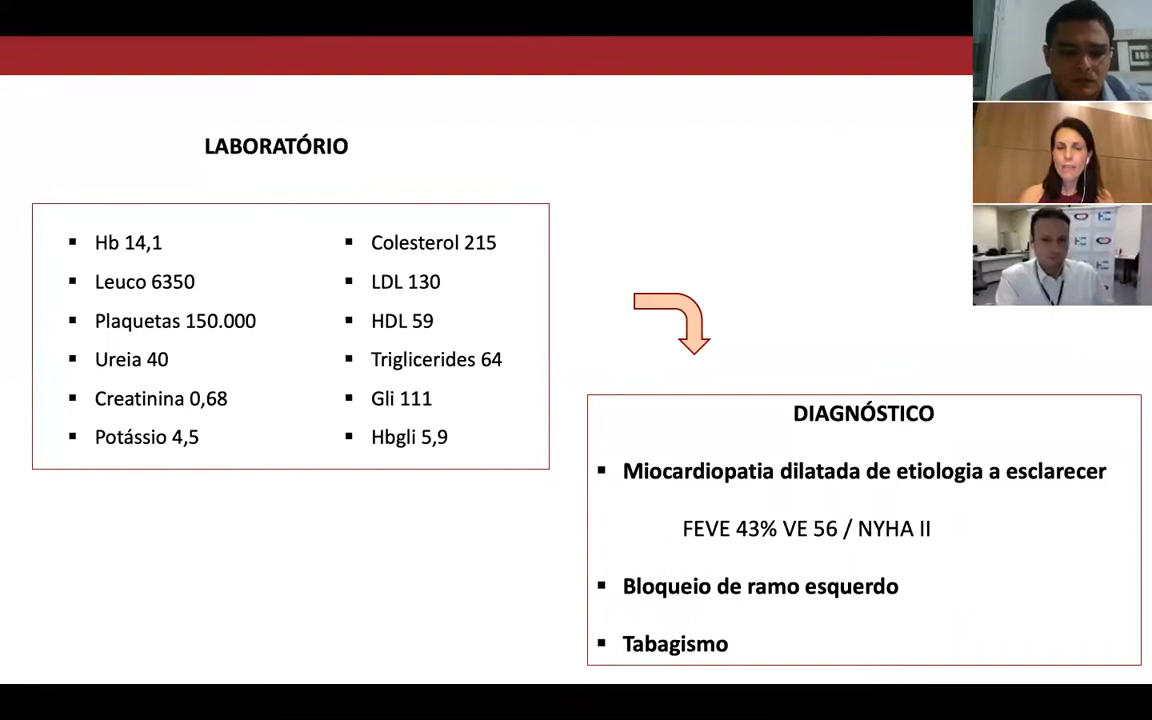 LABORATÓRIO
▪ Hb 14,1
▪ Leuco 6350
▪ Plaquetas 150.000
▪ Ureia 40
▪ Creatinina 0,68
▪ Potássio 4,5
▪ Colesterol 215
▪ LDL 130
▪ HDL 59
▪ Triglicerides 64
▪ Gli 111
▪ Hbgli 5,9
DIAGNÓSTICO
▪ Miocardiopatia dilatada de etiologia a esclarecer
FEVE 43% VE 56 / NYHA II
▪ Bloqueio de ramo esquerdo
▪ Tabagismo